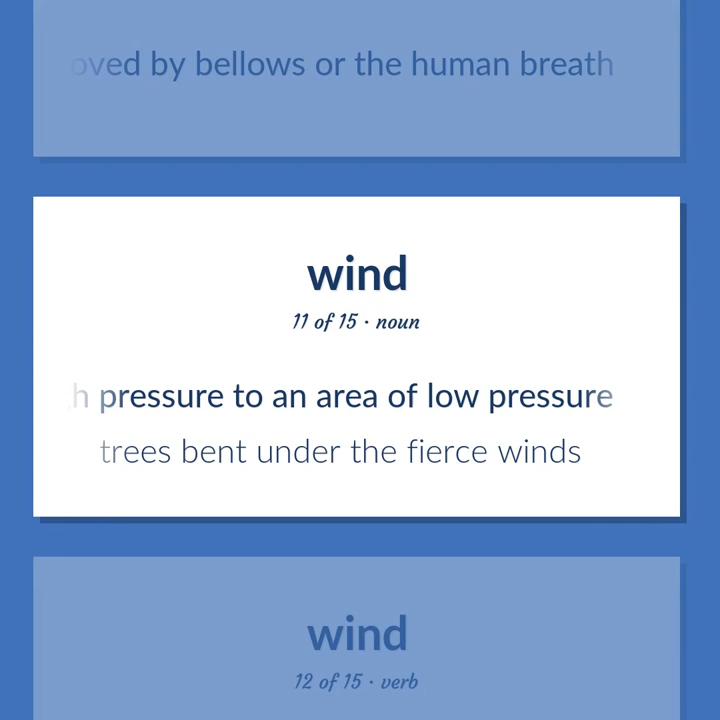 oved by bellows or the human breath
wind
11 of 15 · noun
h pressure to an area of low pressure
trees bent under the fierce winds
wind
12 of 15 · verb